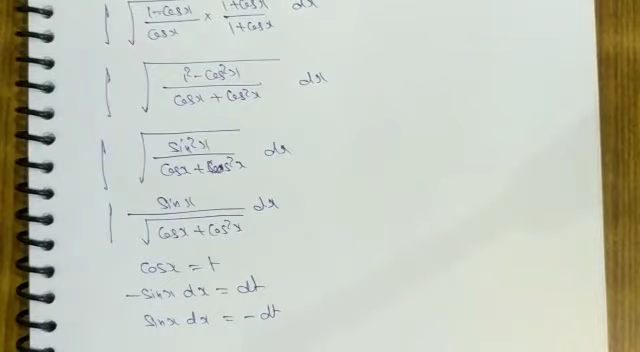 ∫ √((1-cosx)/(cosx) × (1+cosx)/(1+cosx)) dx
∫ √((1²-cos²x)/(cosx+cos²x)) dx
∫ √((sin²x)/(cosx+cos²x)) dx
∫ sinx/√(cosx+cos²x) dx
cosx = t
-sinx dx = dt
sinx dx = -dt